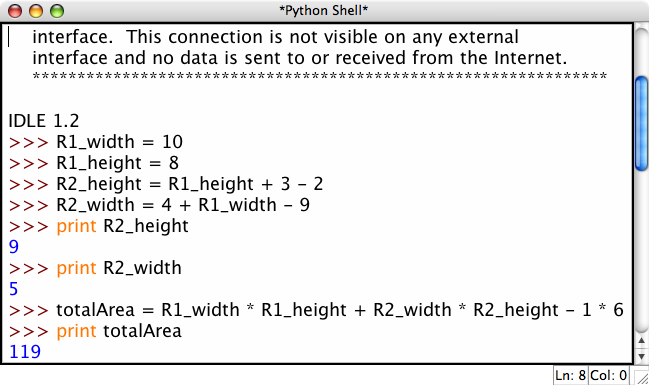 *Python Shell*
interface.  This connection is not visible on any external
interface and no data is sent to or received from the Internet.
****************************************************************
IDLE 1.2
>>> R1_width = 10
>>> R1_height = 8
>>> R2_height = R1_height + 3 - 2
>>> R2_width = 4 + R1_width - 9
>>> print R2_height
9
>>> print R2_width
5
>>> totalArea = R1_width * R1_height + R2_width * R2_height - 1 * 6
>>> print totalArea
119
Ln: 8 Col: 0